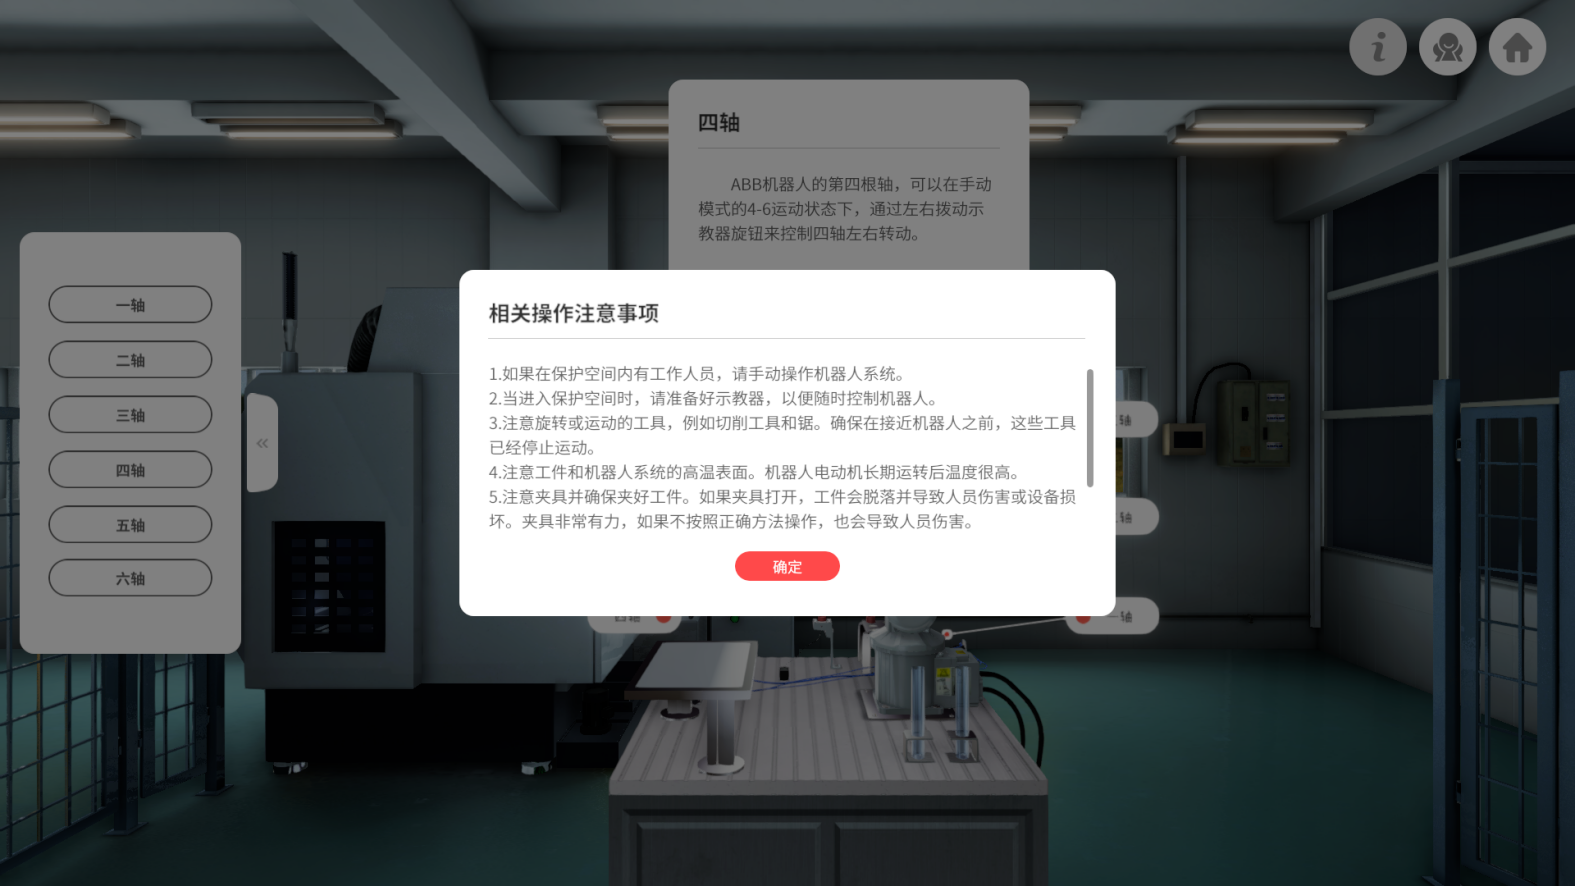 四轴
ABB机器人的第四根轴，可以在手动
模式的4-6运动状态下，通过左右拨动示
教器旋钮来控制四轴左右转动。
一轴
二轴
三轴
四轴
五轴
六轴
«
相关操作注意事项
1.如果在保护空间内有工作人员，请手动操作机器人系统。
2.当进入保护空间时，请准备好示教器，以便随时控制机器人。
3.注意旋转或运动的工具，例如切削工具和锯。确保在接近机器人之前，这些工具
已经停止运动。
4.注意工件和机器人系统的高温表面。机器人电动机长期运转后温度很高。
5.注意夹具并确保夹好工件。如果夹具打开，工件会脱落并导致人员伤害或设备损
坏。夹具非常有力，如果不按照正确方法操作，也会导致人员伤害。
确定
轴
轴
四轴
一轴